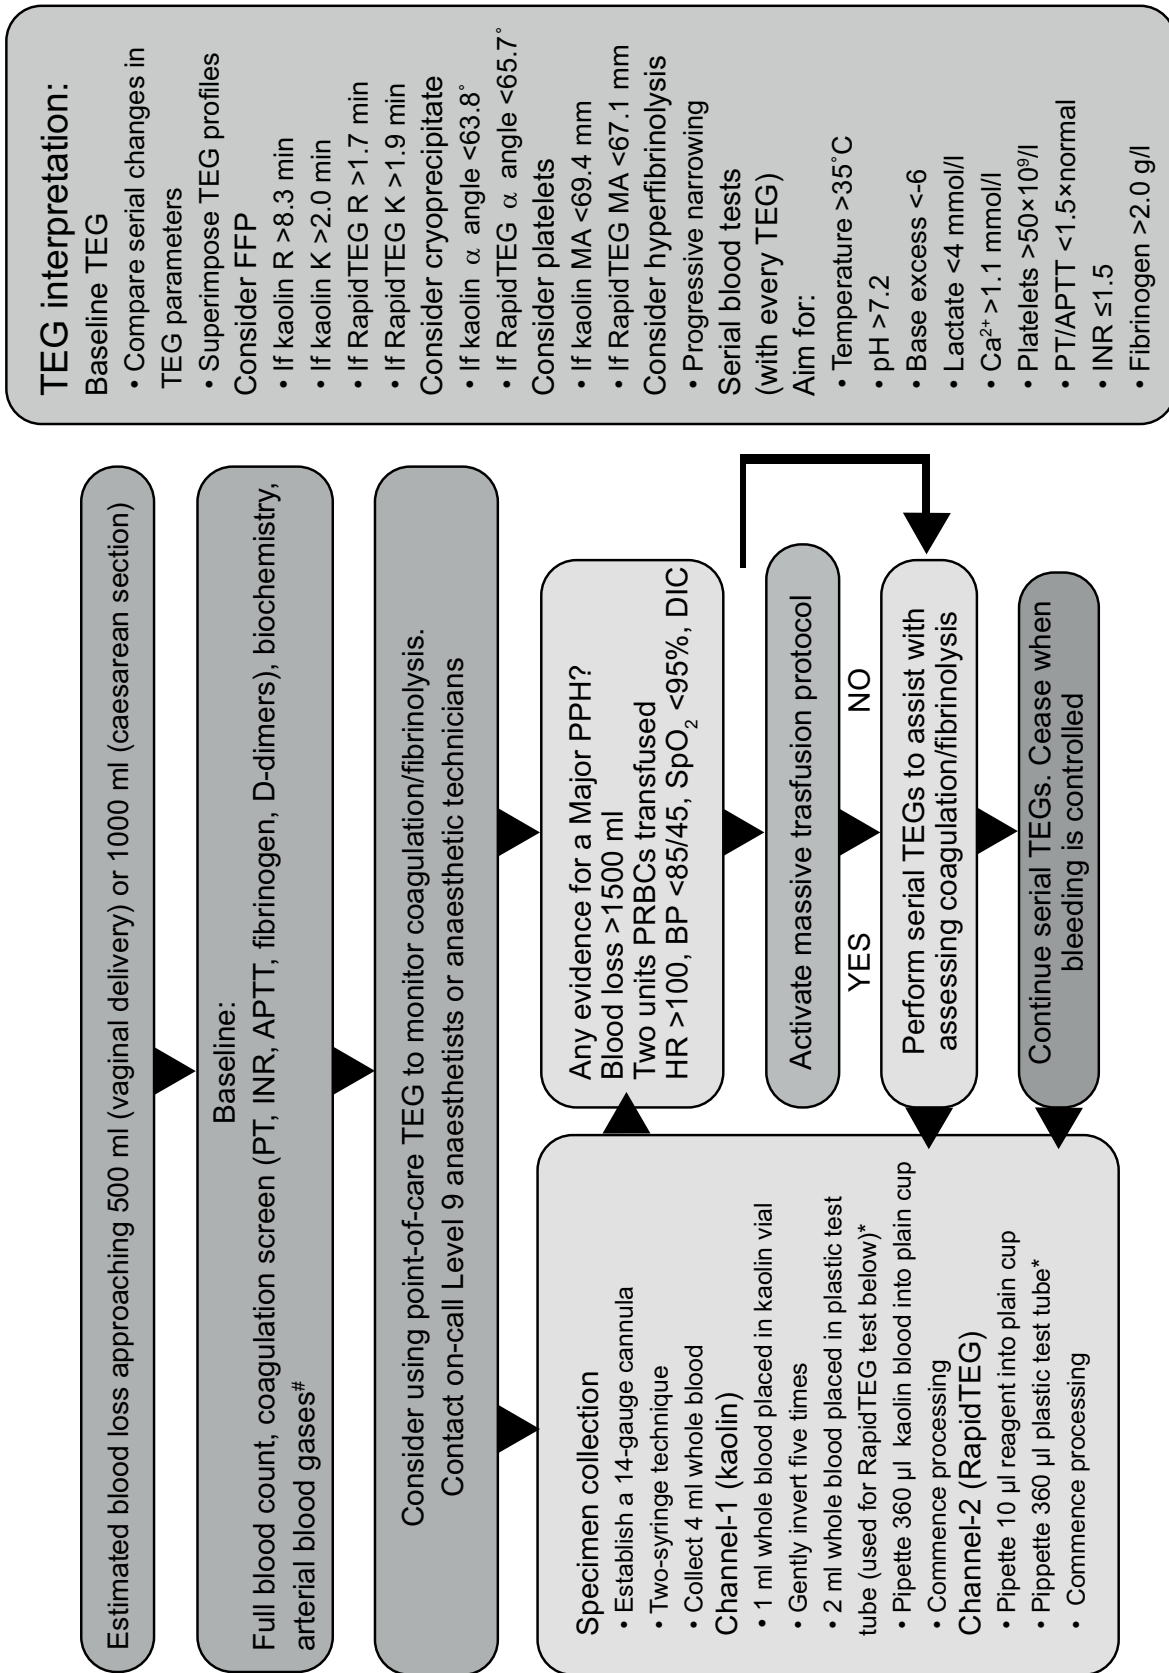 Estimated blood loss approaching 500 ml (vaginal delivery) or 1000 ml (caesarean section)
Baseline:
Full blood count, coagulation screen (PT, INR, APTT, fibrinogen, D-dimers), biochemistry,
arterial blood gases#
Consider using point-of-care TEG to monitor coagulation/fibrinolysis.
Contact on-call Level 9 anaesthetists or anaesthetic technicians
Specimen collection
• Establish a 14-gauge cannula
• Two-syringe technique
• Collect 4 ml whole blood
Channel-1 (kaolin)
• 1 ml whole blood placed in kaolin vial
• Gently invert five times
• 2 ml whole blood placed in plastic test
tube (used for RapidTEG test below)*
• Pipette 360 µl kaolin blood into plain cup
• Commence processing
Channel-2 (RapidTEG)
• Pipette 10 µl reagent into plain cup
• Pippette 360 µl plastic test tube*
• Commence processing
Any evidence for a Major PPH?
Blood loss >1500 ml
Two units PRBCs transfused
HR >100, BP <85/45, SpO₂ <95%, DIC
Activate massive trasfusion protocol
YES NO
Perform serial TEGs to assist with
assessing coagulation/fibrinolysis
Continue serial TEGs. Cease when
bleeding is controlled
TEG interpretation:
Baseline TEG
• Compare serial changes in
TEG parameters
• Superimpose TEG profiles
Consider FFP
• If kaolin R >8.3 min
• If kaolin K >2.0 min
• If RapidTEG R >1.7 min
• If RapidTEG K >1.9 min
Consider cryoprecipitate
• If kaolin α angle <63.8°
• If RapidTEG α angle <65.7°
Consider platelets
• If kaolin MA <69.4 mm
• If RapidTEG MA <67.1 mm
Consider hyperfibrinolysis
• Progressive narrowing
Serial blood tests
(with every TEG)
Aim for:
• Temperature >35°C
• pH >7.2
• Base excess <-6
• Lactate <4 mmol/l
• Ca²⁺ >1.1 mmol/l
• Platelets >50×10⁹/l
• PT/APTT <1.5×normal
• INR ≤1.5
• Fibrinogen >2.0 g/l